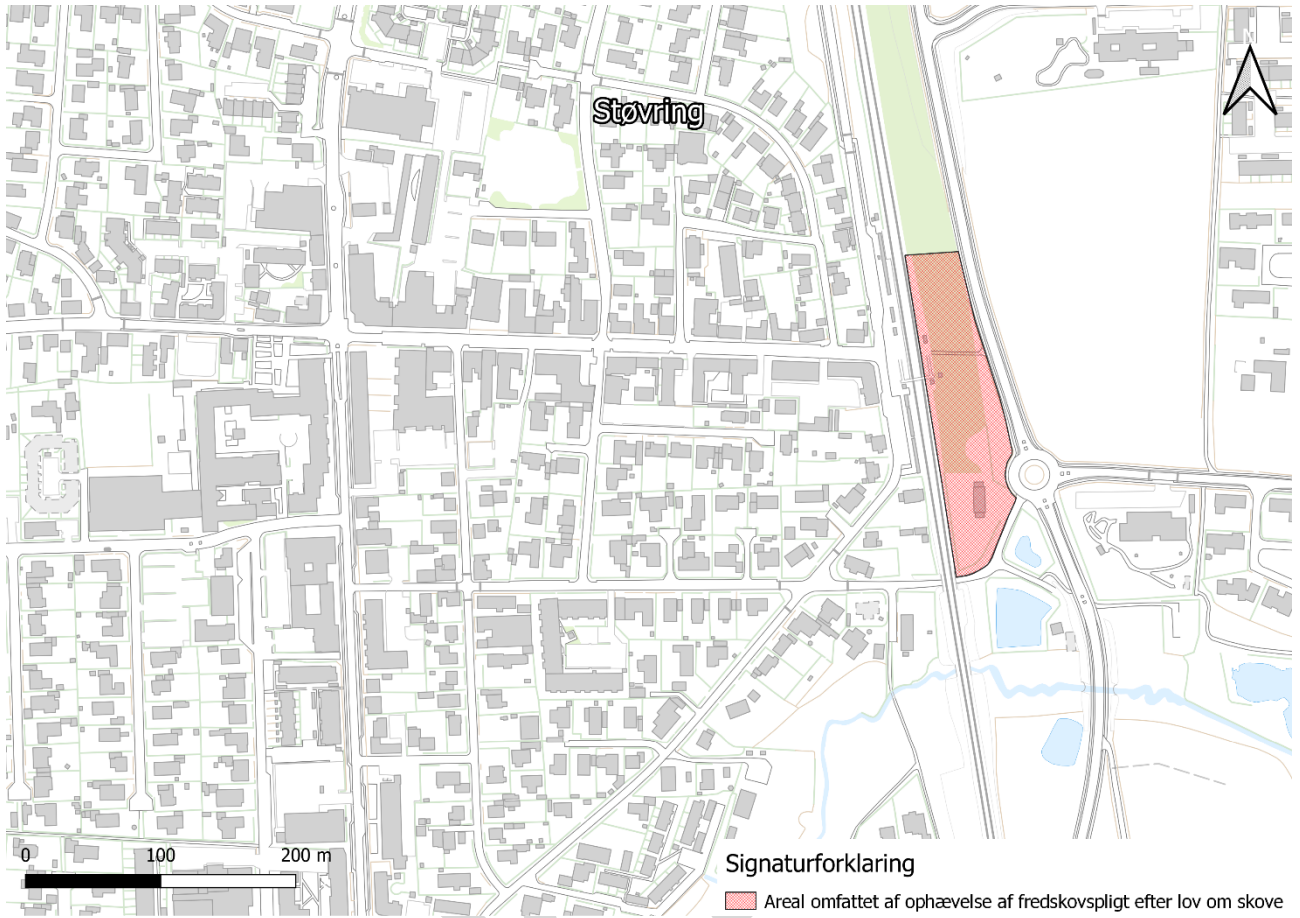 N
Støvring
0 100 200 m
Signaturforklaring
Areal omfattet af ophævelse af fredskovspligt efter lov om skove